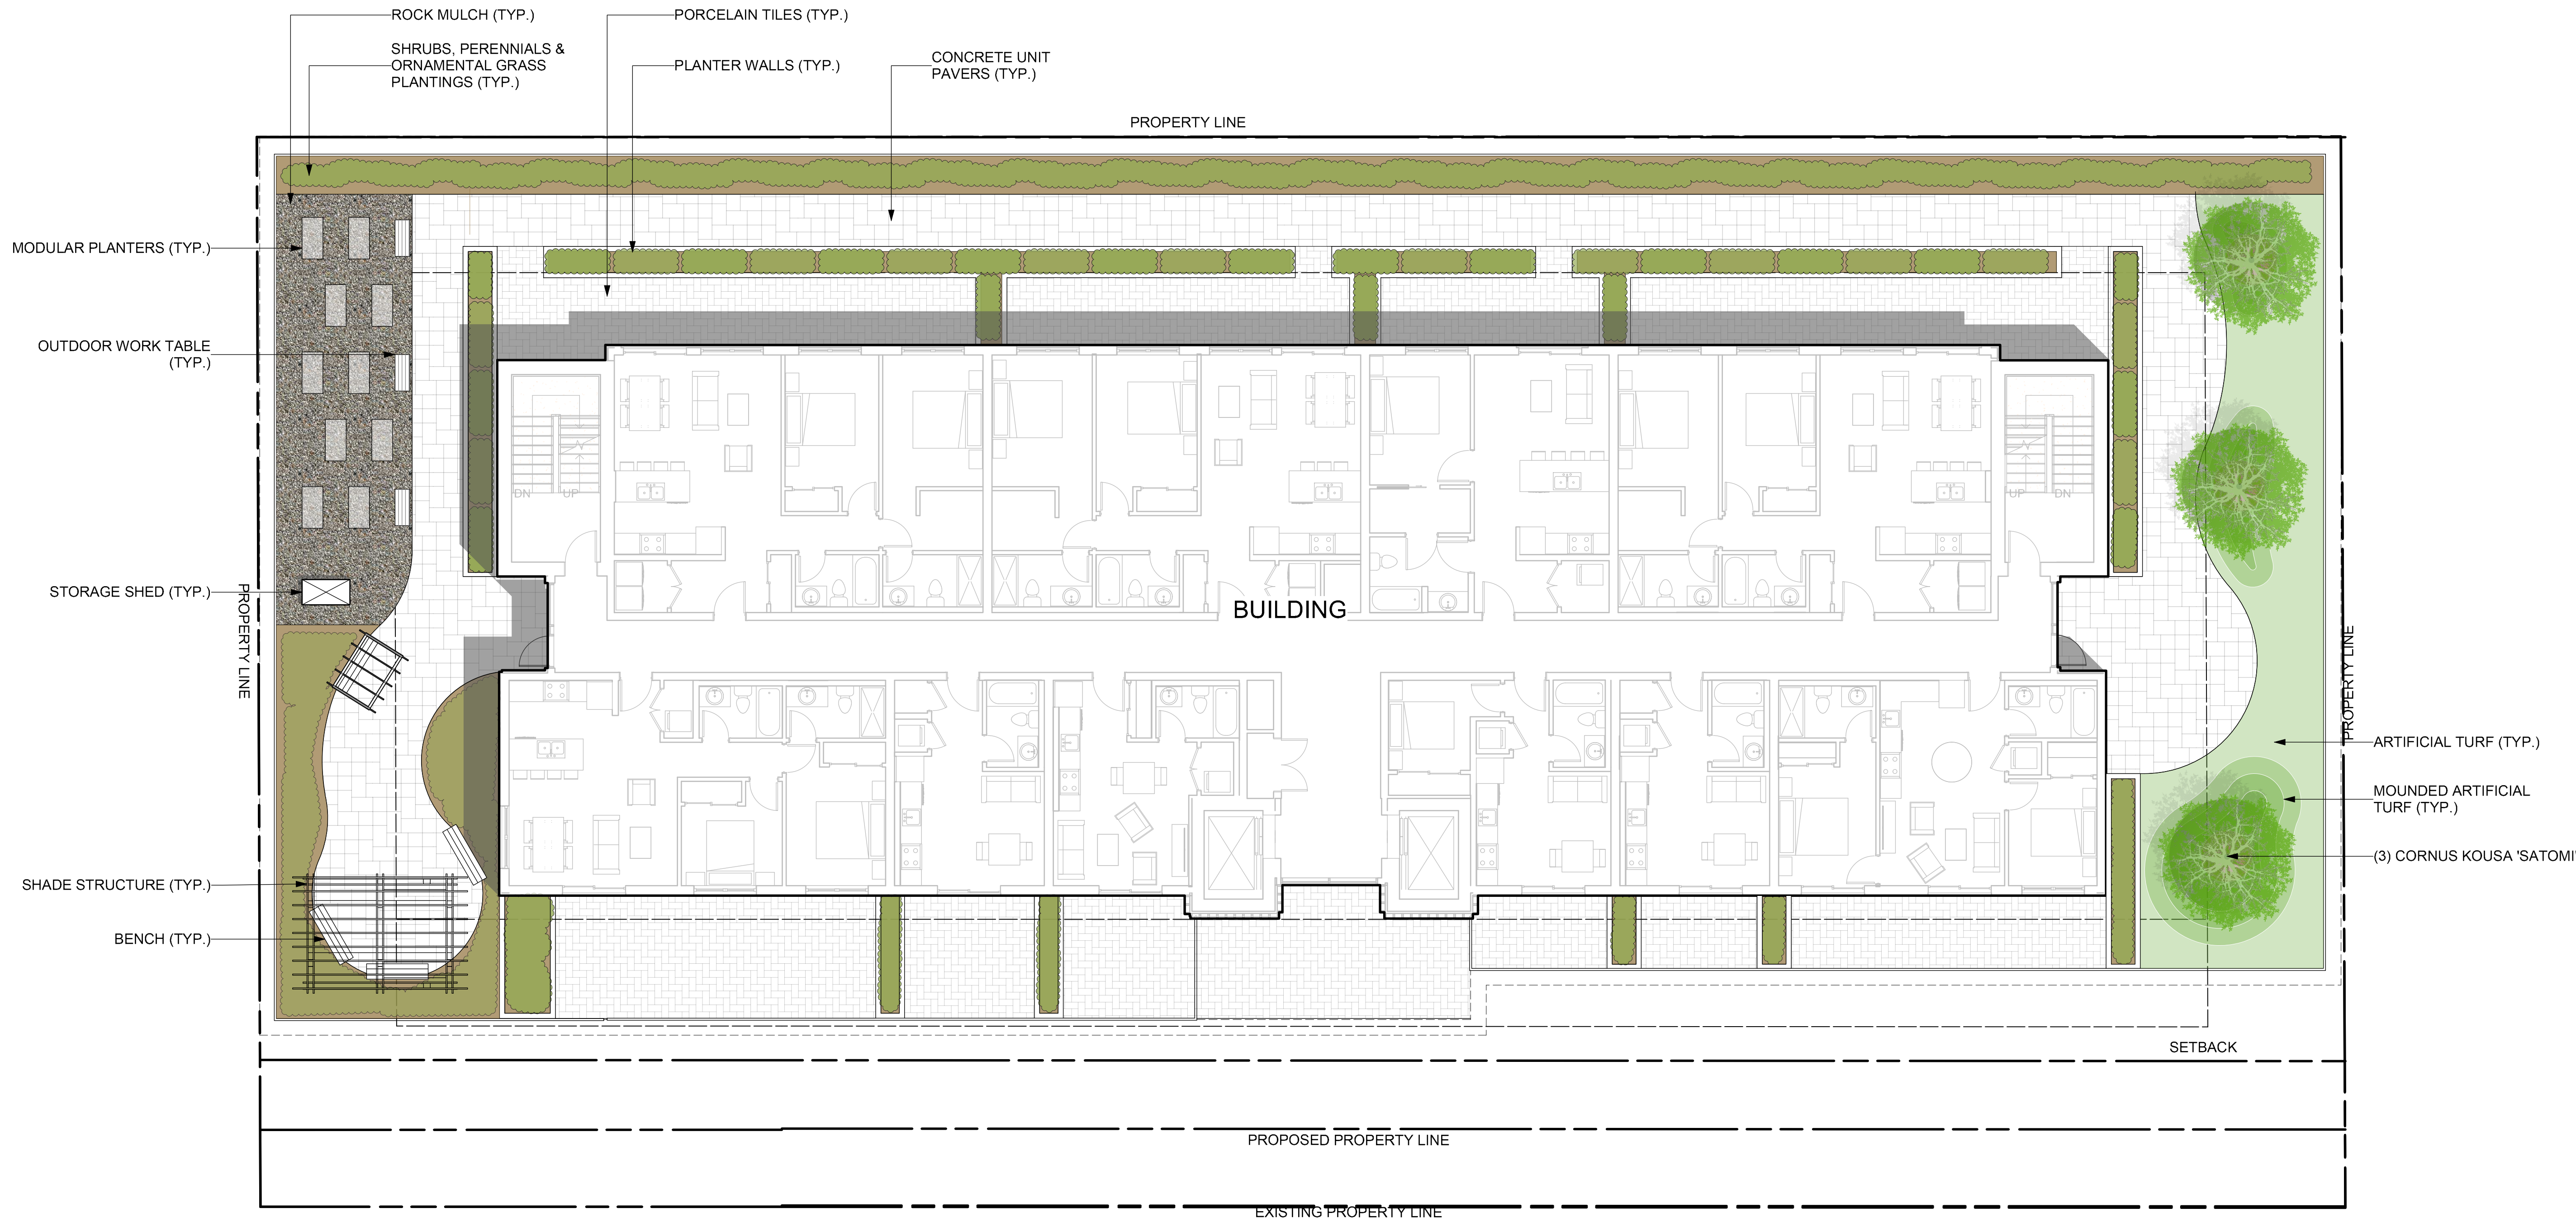 ROCK MULCH (TYP.)
SHRUBS, PERENNIALS &
ORNAMENTAL GRASS
PLANTINGS (TYP.)
PORCELAIN TILES (TYP.)
PLANTER WALLS (TYP.)
CONCRETE UNIT
PAVERS (TYP.)
PROPERTY LINE
MODULAR PLANTERS (TYP.)
OUTDOOR WORK TABLE
(TYP.)
STORAGE SHED (TYP.)
PROPERTY LINE
SHADE STRUCTURE (TYP.)
BENCH (TYP.)
DN
UP
BUILDING
UP
DN
PROPERTY LINE
ARTIFICIAL TURF (TYP.)
MOUNDED ARTIFICIAL
TURF (TYP.)
(3) CORNUS KOUSA 'SATOMI'
SETBACK
PROPOSED PROPERTY LINE
EXISTING PROPERTY LINE